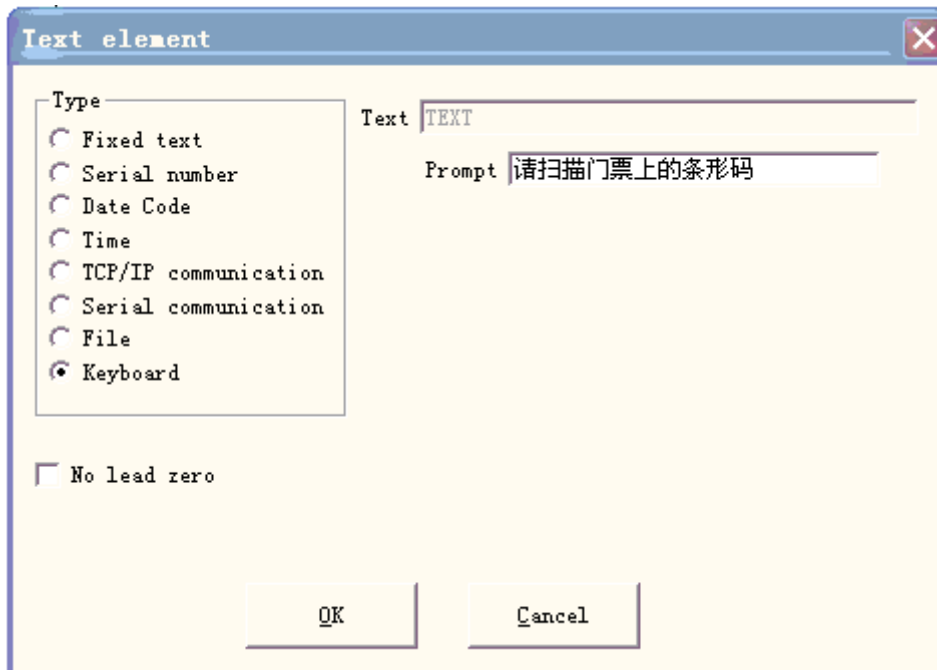 Text element
Type
Fixed text
Serial number
Date Code
Time
TCP/IP communication
Serial communication
File
Keyboard
Text TEXT
Prompt 请扫描门票上的条形码
No lead zero
OK Cancel